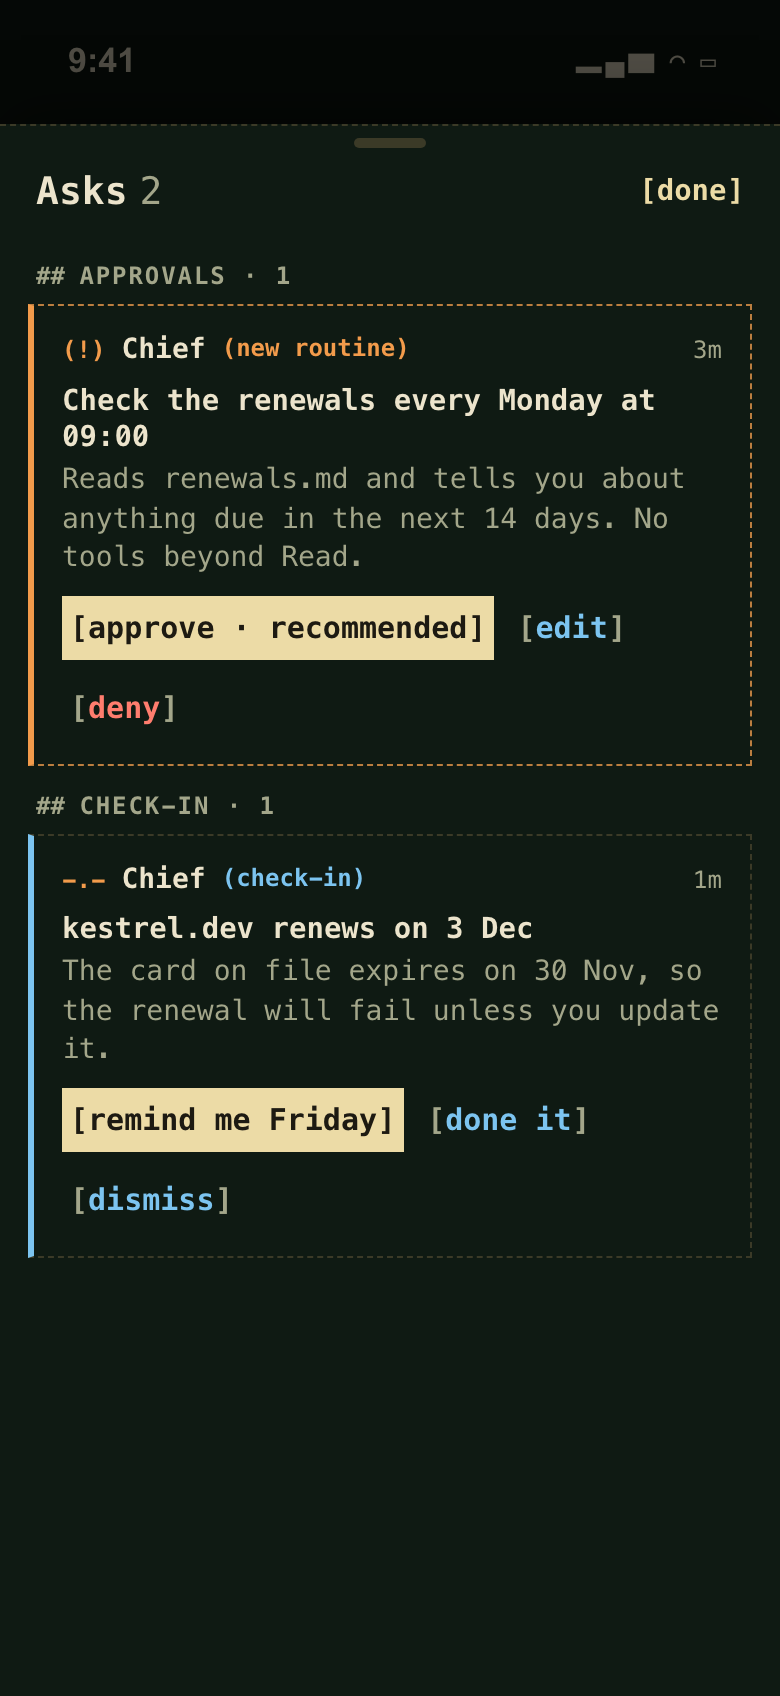 9:41
Asks 2
[done]
## APPROVALS · 1
(!) Chief (new routine) 3m
Check the renewals every Monday at
09:00
Reads renewals.md and tells you about
anything due in the next 14 days. No
tools beyond Read.
[approve · recommended] [edit]
[deny]
## CHECK-IN · 1
-.- Chief (check-in) 1m
kestrel.dev renews on 3 Dec
The card on file expires on 30 Nov, so
the renewal will fail unless you update
it.
[remind me Friday] [done it]
[dismiss]